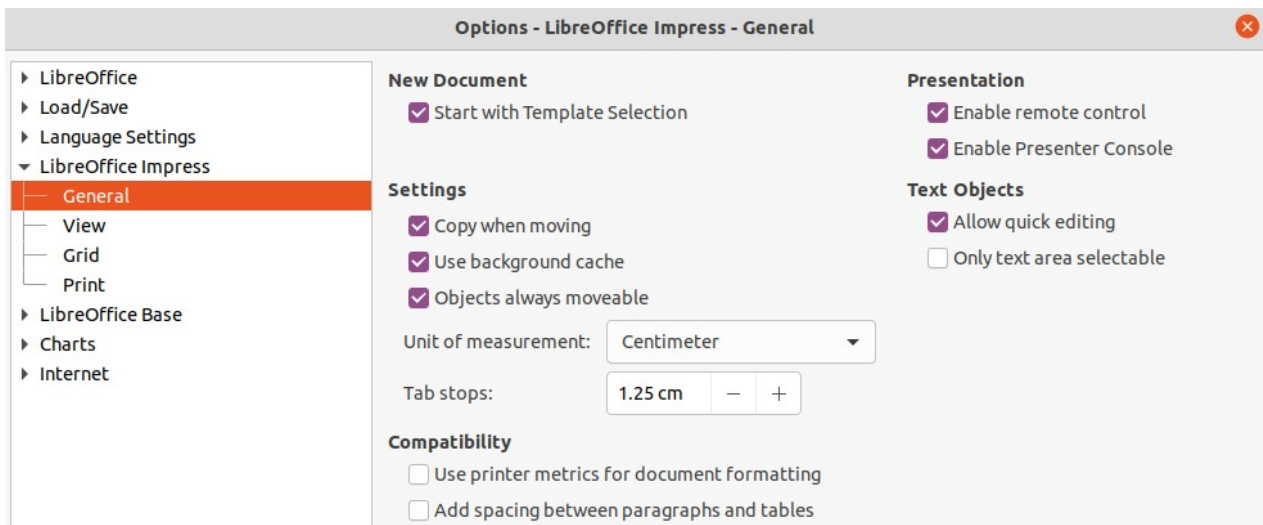 Options - LibreOffice Impress - General
LibreOffice
Load/Save
Language Settings
LibreOffice Impress
General
View
Grid
Print
LibreOffice Base
Charts
Internet
New Document
Start with Template Selection
Settings
Copy when moving
Use background cache
Objects always moveable
Unit of measurement: Centimeter
Tab stops: 1.25 cm − +
Compatibility
Use printer metrics for document formatting
Add spacing between paragraphs and tables
Presentation
Enable remote control
Enable Presenter Console
Text Objects
Allow quick editing
Only text area selectable